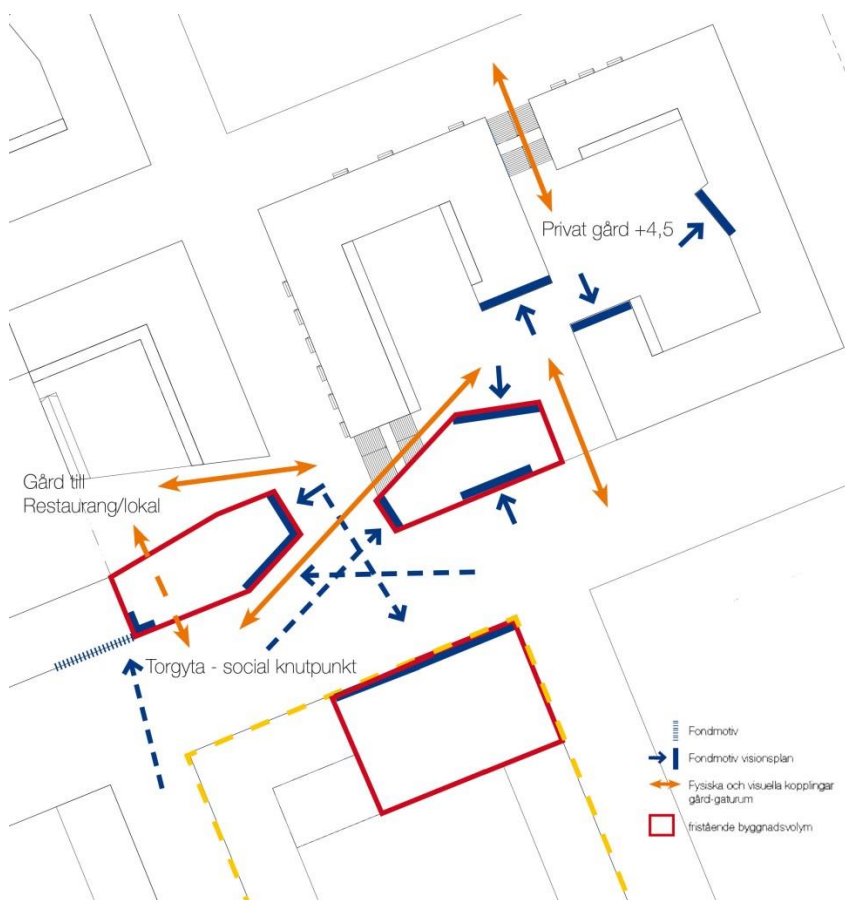 Privat gård +4,5
Gård till
Restaurang/lokal
Torgyta - social knutpunkt
Fondmotiv
Fondmotiv visionsplan
Fysiska och visuella kopplingar
gård-gaturum
fristående byggnadsvolym